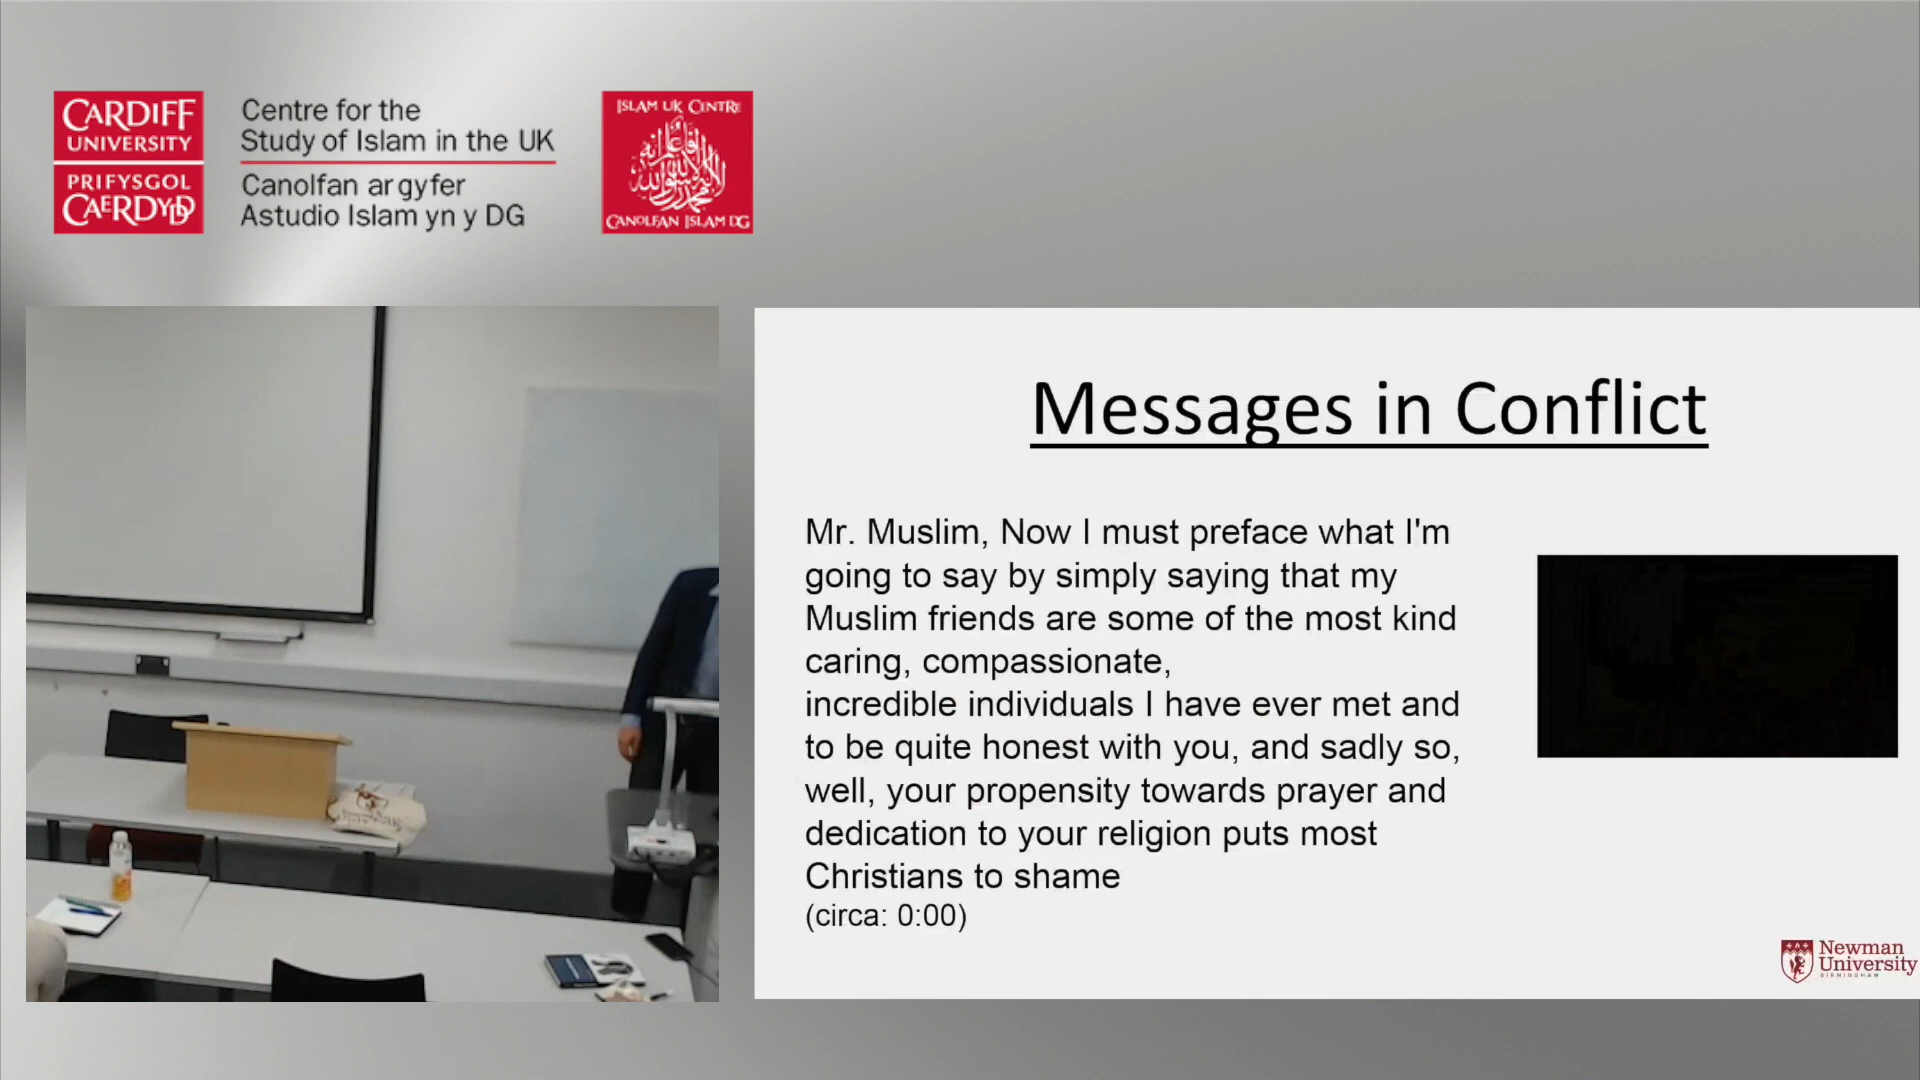 CARDIFF
UNIVERSITY
PRIFYSGOL
CAERDYDD
Centre for the
Study of Islam in the UK
Canolfan ar gyfer
Astudio Islam yn y DG
ISLAM UK CENTRE
CANOLFAN ISLAM DG
Messages in Conflict
Mr. Muslim, Now I must preface what I'm
going to say by simply saying that my
Muslim friends are some of the most kind
caring, compassionate,
incredible individuals I have ever met and
to be quite honest with you, and sadly so,
well, your propensity towards prayer and
dedication to your religion puts most
Christians to shame
(circa: 0:00)
Newman
University
BIRMINGHAM